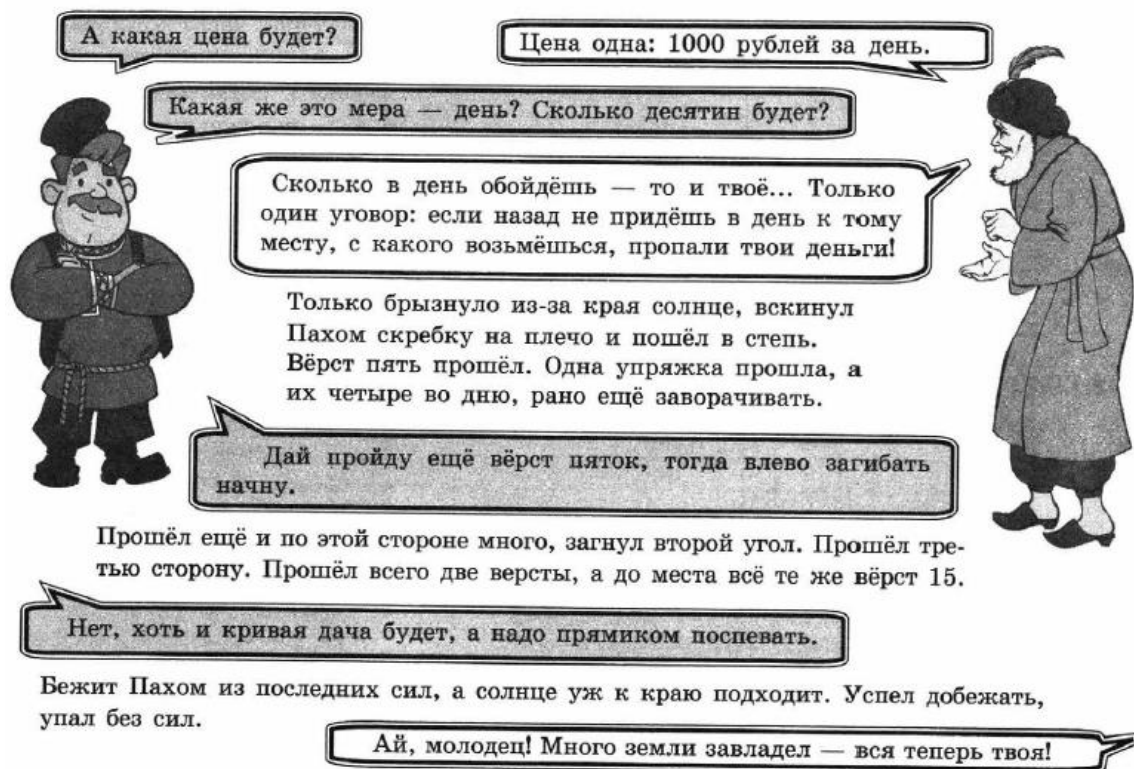 А какая цена будет?
Цена одна: 1000 рублей за день.
Какая же это мера — день? Сколько десятин будет?
Сколько в день обойдёшь — то и твоё... Только
один уговор: если назад не придёшь в день к тому
месту, с какого возьмёшься, пропали твои деньги!
Только брызнуло из-за края солнце, вскинул
Пахом скребку на плечо и пошёл в степь.
Вёрст пять прошёл. Одна упряжка прошла, а
их четыре во дню, рано ещё заворачивать.
Дай пройду ещё вёрст пяток, тогда влево загибать
начну.
Прошёл ещё и по этой стороне много, загнул второй угол. Прошёл тре-
тью сторону. Прошёл всего две версты, а до места всё те же вёрст 15.
Нет, хоть и кривая дача будет, а надо прямиком поспевать.
Бежит Пахом из последних сил, а солнце уж к краю подходит. Успел добежать,
упал без сил.
Ай, молодец! Много земли завладел — вся теперь твоя!